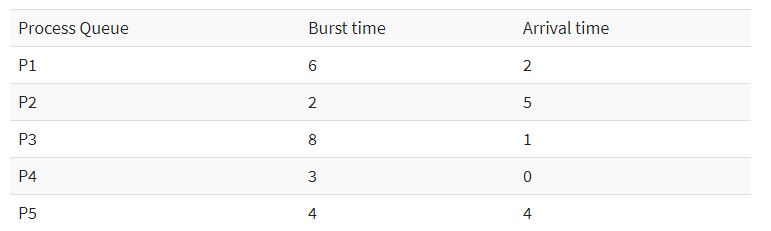 Process Queue Burst time Arrival time
P1 6 2
P2 2 5
P3 8 1
P4 3 0
P5 4 4